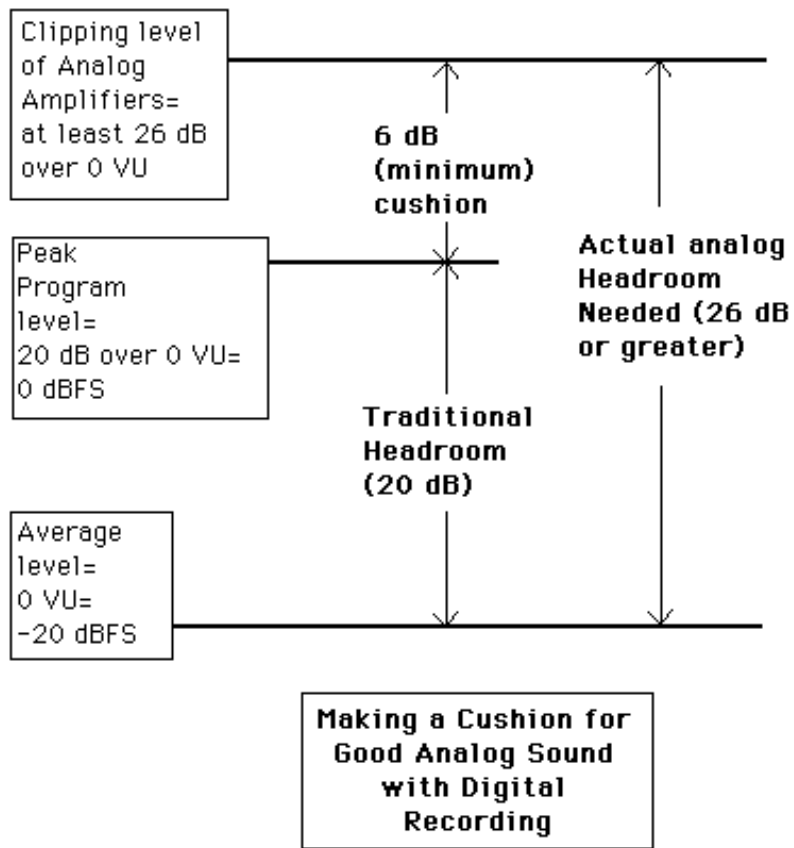 Clipping level
of Analog
Amplifiers=
at least 26 dB
over 0 VU
6 dB
(minimum)
cushion
Actual analog
Headroom
Needed (26 dB
or greater)
Peak
Program
level=
20 dB over 0 VU=
0 dBFS
Traditional
Headroom
(20 dB)
Average
level=
0 VU=
-20 dBFS
Making a Cushion for
Good Analog Sound
with Digital
Recording